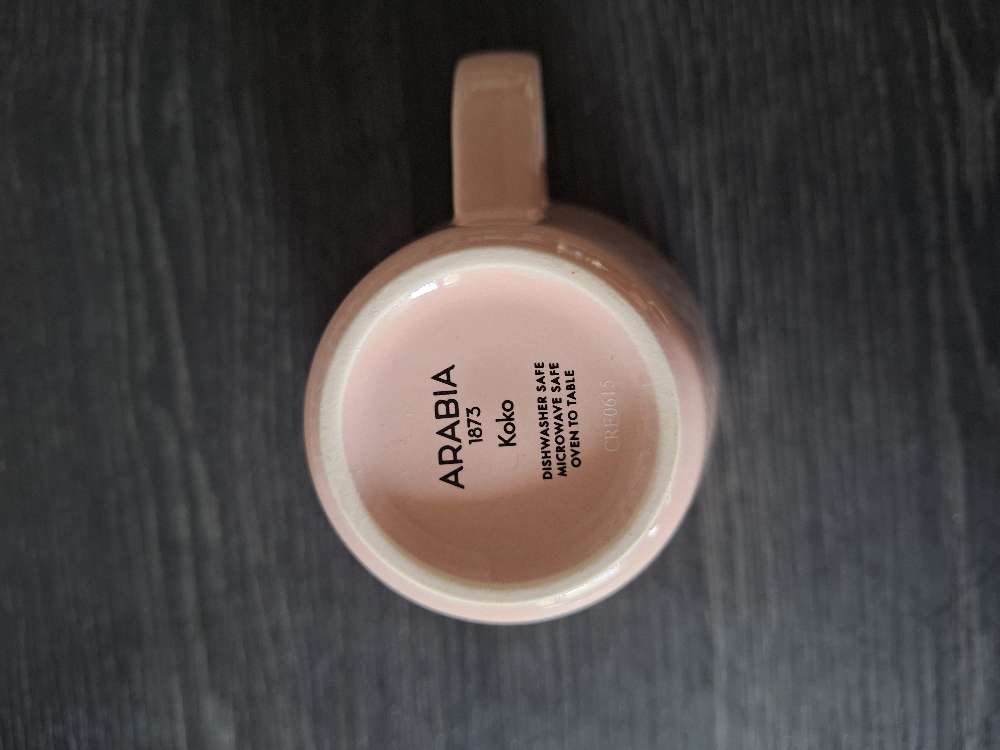 ARABIA
1873
Koko
DISHWASHER SAFE
MICROWAVE SAFE
OVEN TO TABLE
CRF0615